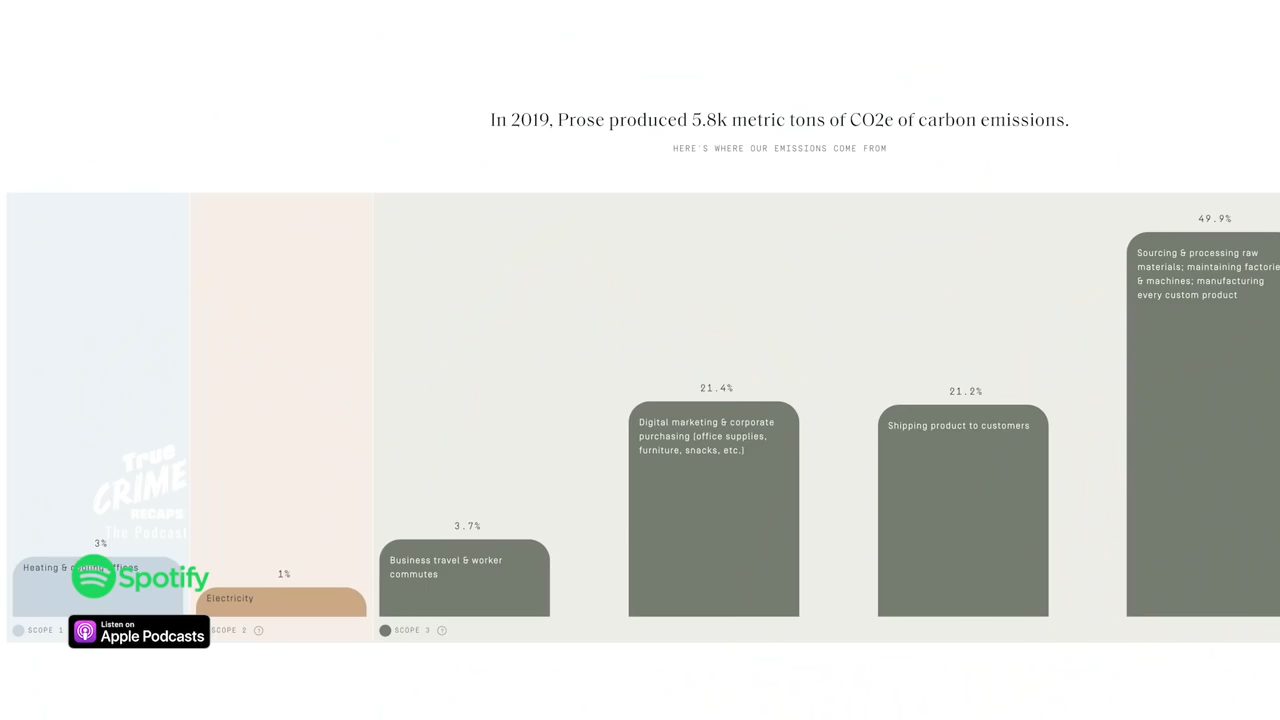 In 2019, Prose produced 5.8k metric tons of CO2e of carbon emissions.
HERE'S WHERE OUR EMISSIONS COME FROM
49.9%
Sourcing & processing raw
materials; maintaining factorie
& machines; manufacturing
every custom product
21.4%
Digital marketing & corporate
purchasing (office supplies,
furniture, snacks, etc.)
21.2%
Shipping product to customers
True
CRIME
RECAPS
The Podcast
3.7%
Business travel & worker
commutes
3%
Heating & cooling offices
1%
Electricity
Spotify
Listen on
Apple Podcasts
SCOPE 1
SCOPE 2 ?
SCOPE 3 ?